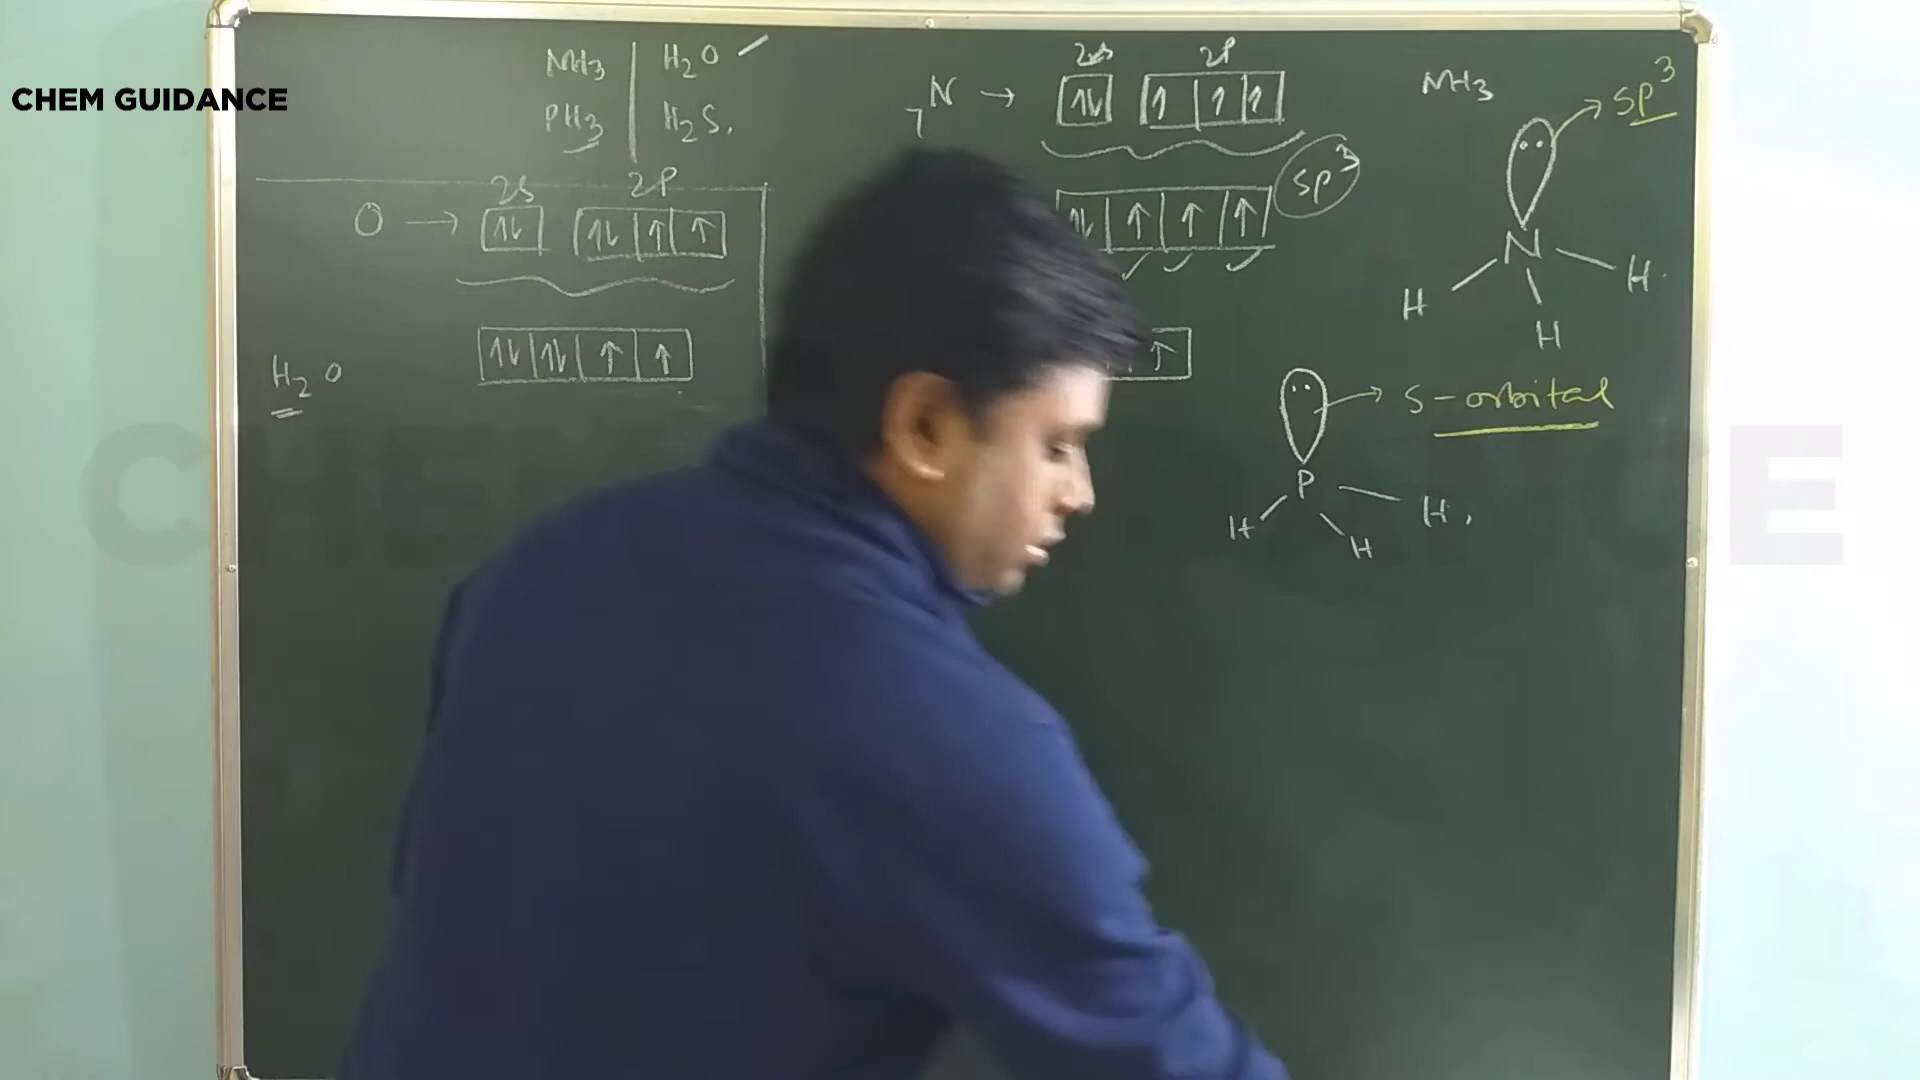 CHEM GUIDANCE
NH3 H2O
PH3 H2S.
2s 2P
7N → ↑↓ ↑ ↑ ↑
sp3
↑ ↑ ↑
NH3
sp3
N
H H H
2s 2P
O → ↑↓ ↑↓ ↑ ↑
H2O
↑↓ ↑↓ ↑ ↑
↑
s-orbital
P
H H H